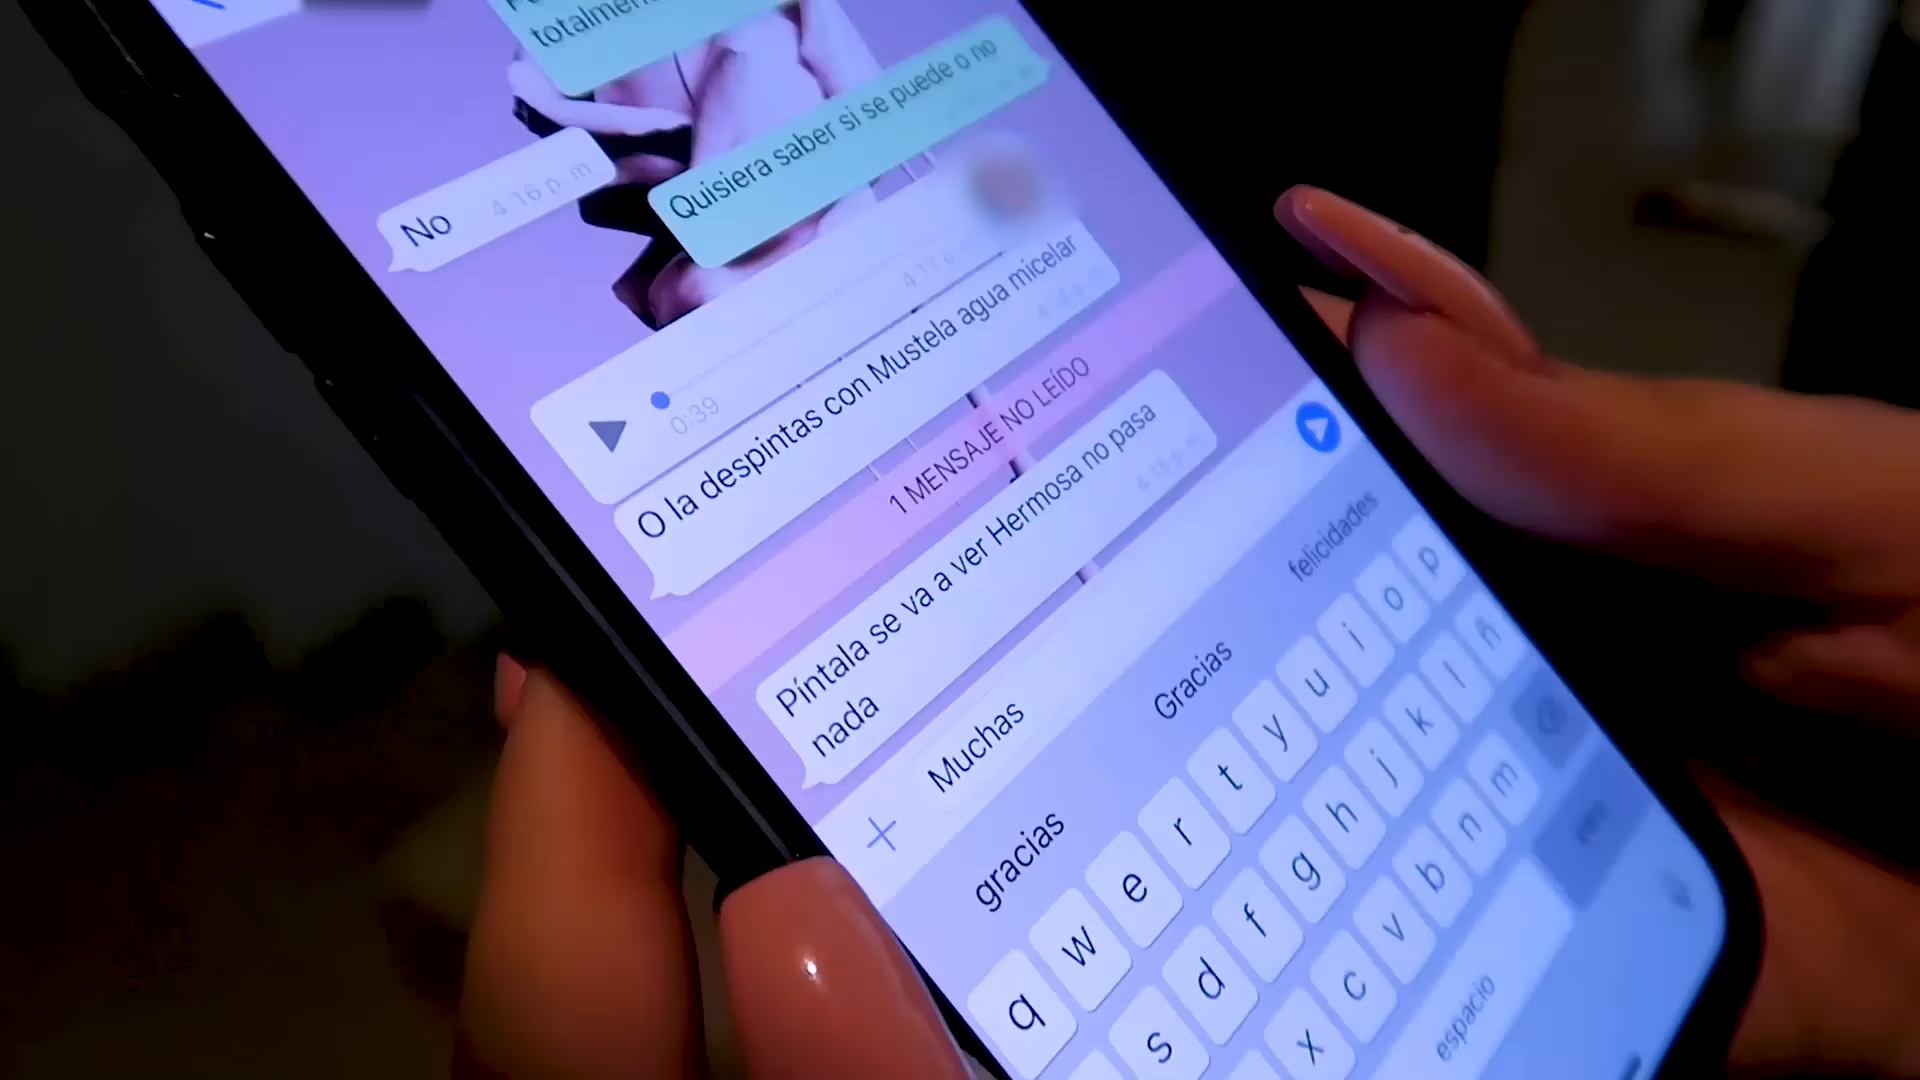 Quisiera saber si se puede o no
No 4 16 p m
0:39
O la despintas con Mustela agua micelar
1 MENSAJE NO LEÍDO
Píntala se va a ver Hermosa no pasa
nada
Muchas
gracias Gracias felicidades
q w e r t y u i o p
s d f g h j k l ñ
x c v b n m
espacio